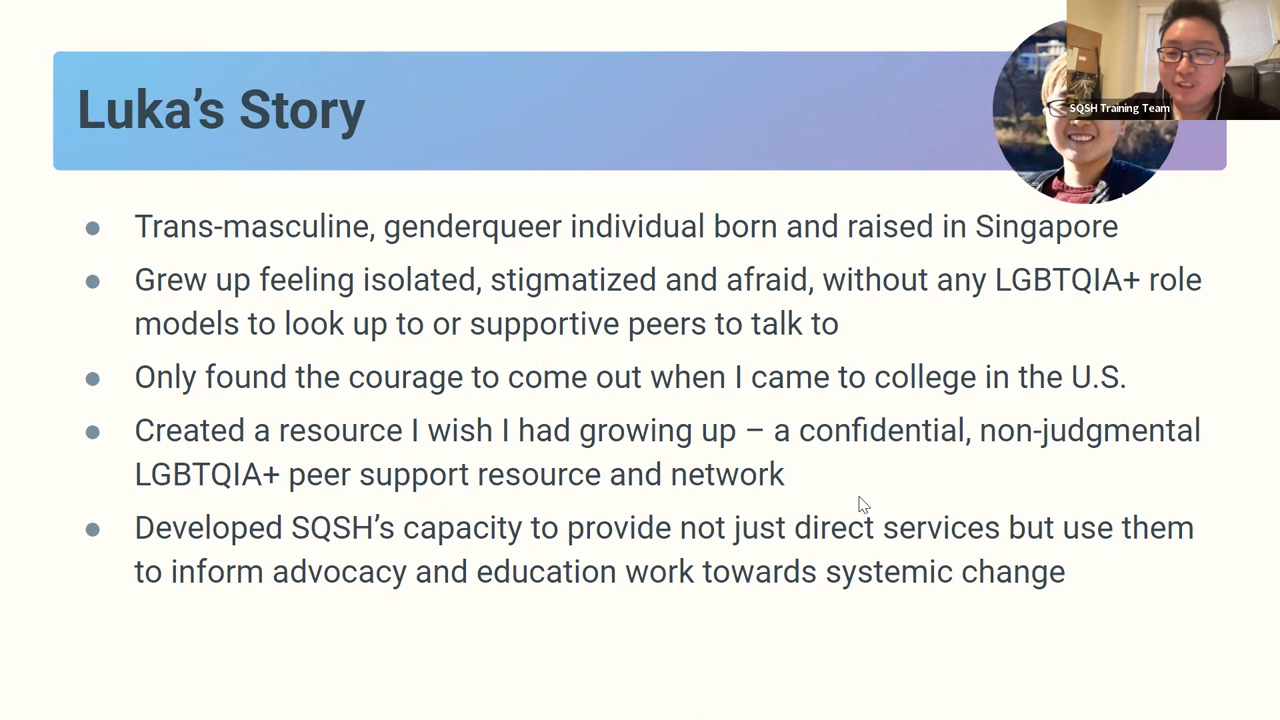 Luka’s Story
SQSH Training Team
● Trans-masculine, genderqueer individual born and raised in Singapore
● Grew up feeling isolated, stigmatized and afraid, without any LGBTQIA+ role
models to look up to or supportive peers to talk to
● Only found the courage to come out when I came to college in the U.S.
● Created a resource I wish I had growing up – a confidential, non-judgmental
LGBTQIA+ peer support resource and network
● Developed SQSH’s capacity to provide not just direct services but use them
to inform advocacy and education work towards systemic change